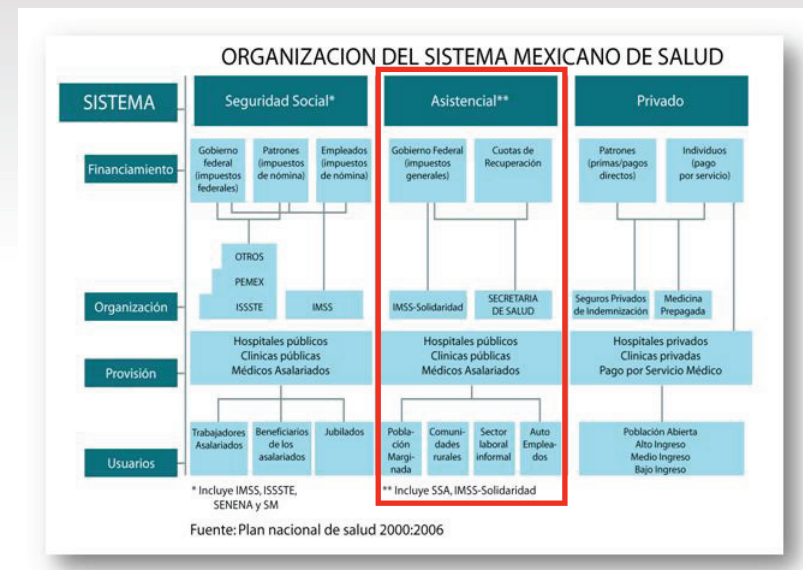 ORGANIZACION DEL SISTEMA MEXICANO DE SALUD
SISTEMA
Seguridad Social*
Asistencial**
Privado
Financiamiento
Gobierno
federal
(impuestos
federales)
Patrones
(impuestos
de nómina)
Empleados
(impuestos
de nómina)
Gobierno Federal
(impuestos
generales)
Cuotas de
Recuperación
Patrones
(primas/pagos
directos)
Individuos
(pago
por servicio)
Organización
OTROS
PEMEX
ISSSTE
IMSS
IMSS-Solidaridad
SECRETARIA
DE SALUD
Seguros Privados
de Indemnización
Medicina
Prepagada
Provisión
Hospitales públicos
Clinicas públicas
Médicos Asalariados
Hospitales públicos
Clinicas públicas
Médicos Asalariados
Hospitales privados
Clinicas privadas
Pago por Servicio Médico
Usuarios
Trabajadores
Asalariados
Beneficiarios
de los
asalariados
Jubilados
Pobla-
ción
Margi-
nada
Comuni-
dades
rurales
Sector
laboral
informal
Auto
Emplea-
dos
Población Abierta
Alto Ingreso
Medio Ingreso
Bajo Ingreso
* Incluye IMSS, ISSSTE,
SENENA y SM
** Incluye SSA, IMSS-Solidaridad
Fuente: Plan nacional de salud 2000:2006